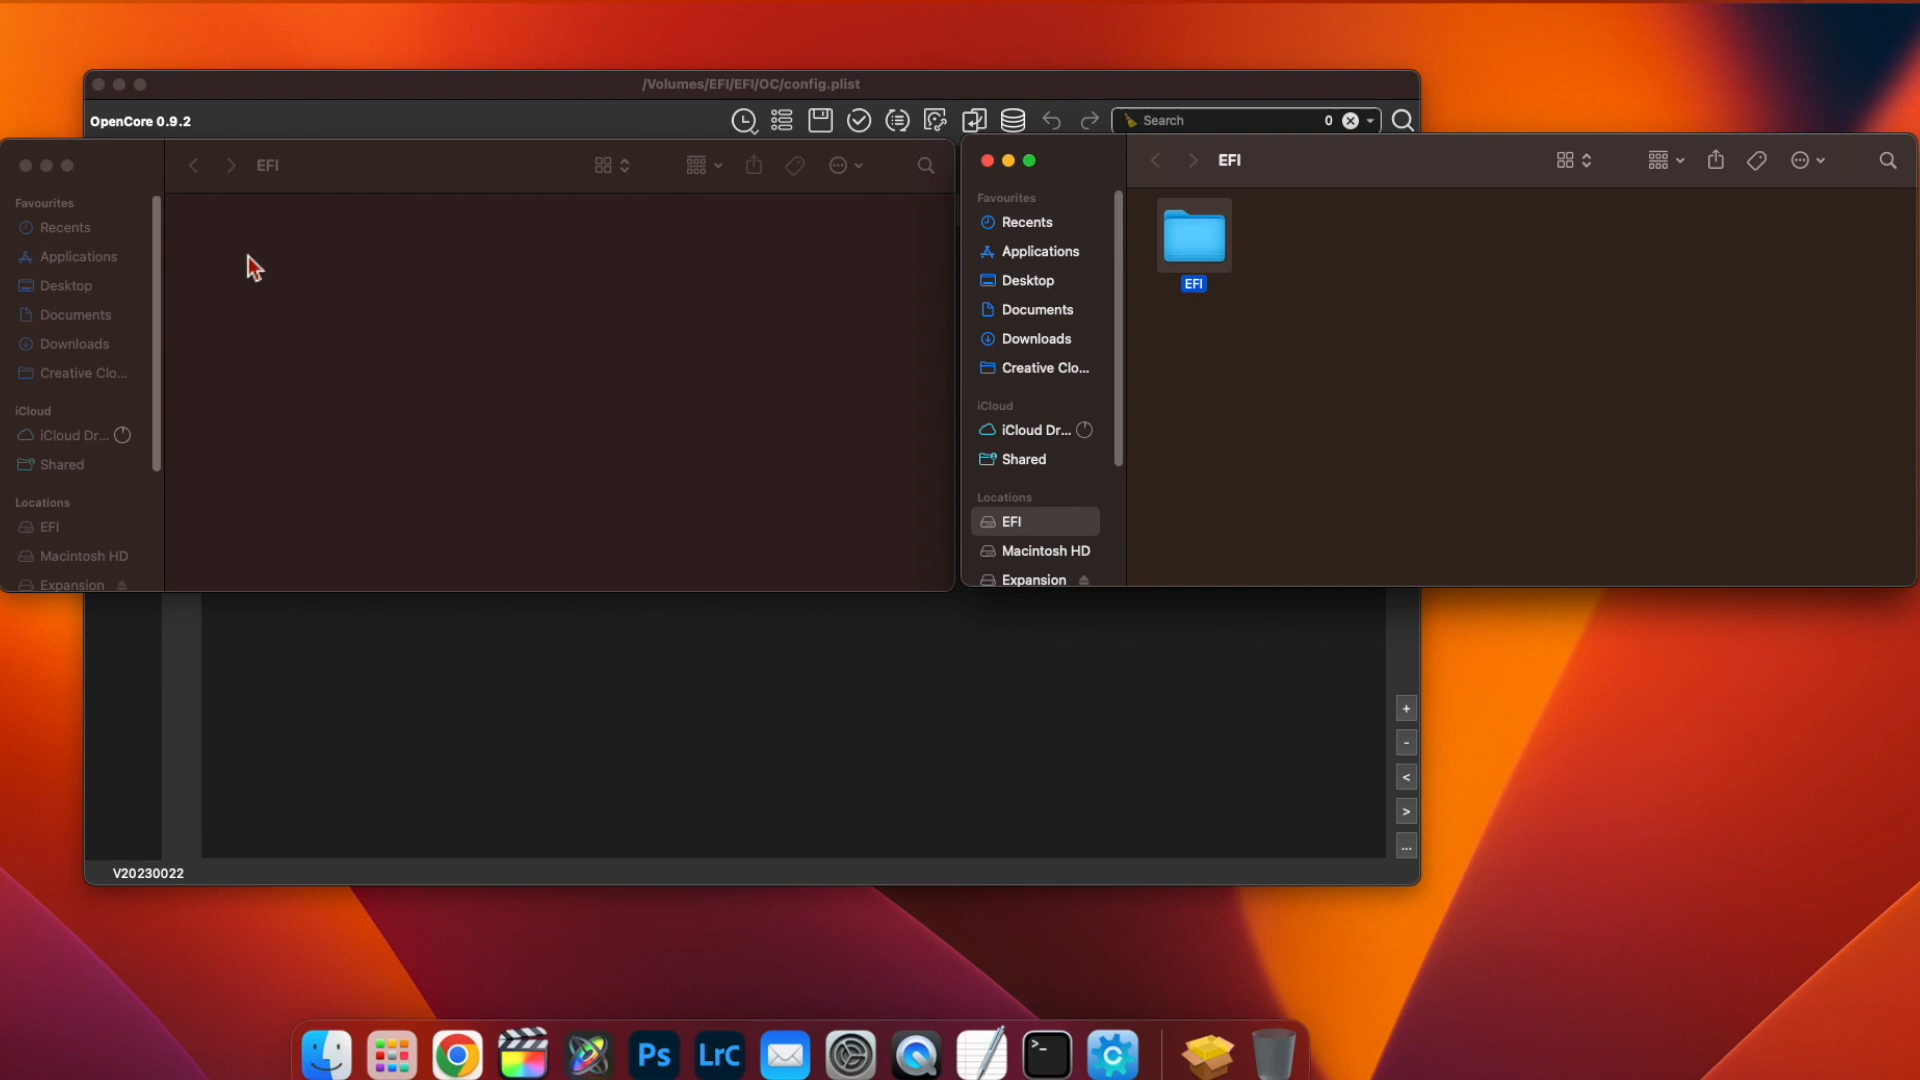 /Volumes/EFI/EFI/OC/config.plist
OpenCore 0.9.2
Search
0
EFI
Favourites
Recents
Applications
Desktop
Documents
Downloads
Creative Clo...
iCloud
iCloud Dr...
Shared
Locations
EFI
Macintosh HD
Expansion
EFI
Favourites
Recents
Applications
Desktop
Documents
Downloads
Creative Clo...
iCloud
iCloud Dr...
Shared
Locations
EFI
Macintosh HD
Expansion
EFI
+
-
<
>
...
V20230022
Ps
LrC
>_